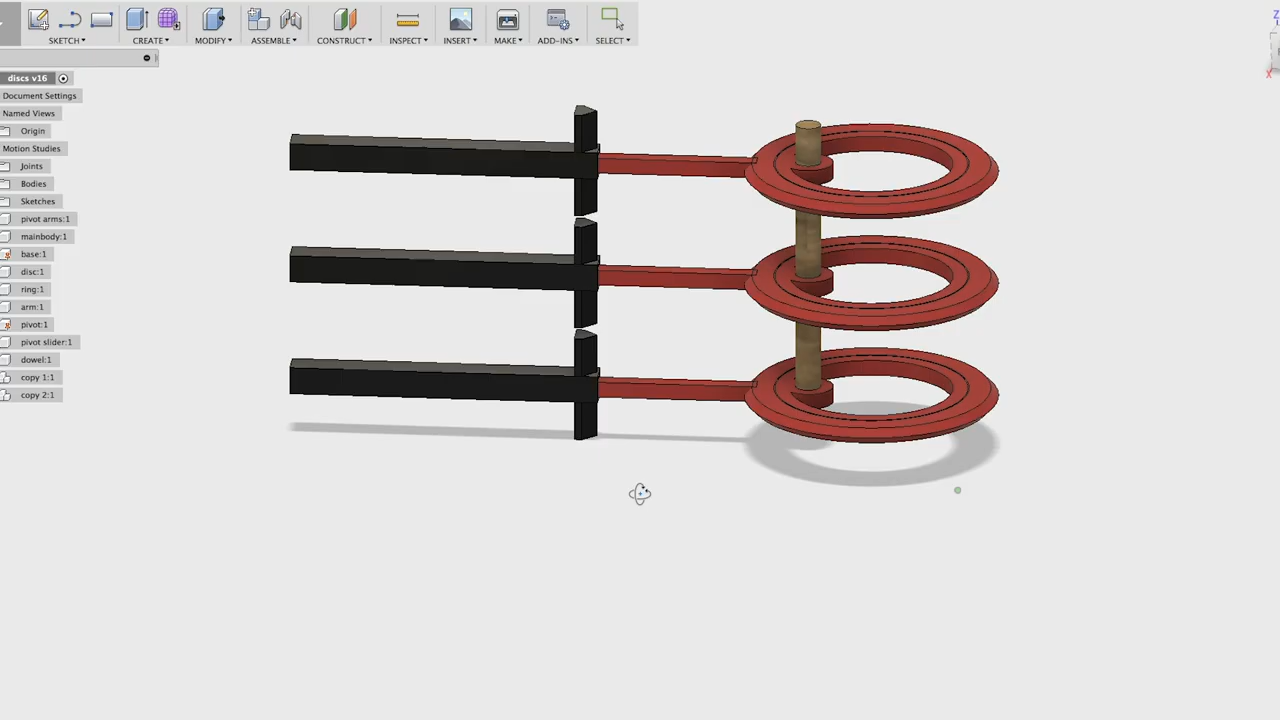 SKETCH▾ CREATE▾ MODIFY▾ ASSEMBLE▾ CONSTRUCT▾ INSPECT▾ INSERT▾ MAKE▾ ADD-INS▾ SELECT▾
Z
X
discs v16
Document Settings
Named Views
Origin
Motion Studies
Joints
Bodies
Sketches
pivot arms:1
mainbody:1
base:1
disc:1
ring:1
arm:1
pivot:1
pivot slider:1
dowel:1
copy 1:1
copy 2:1